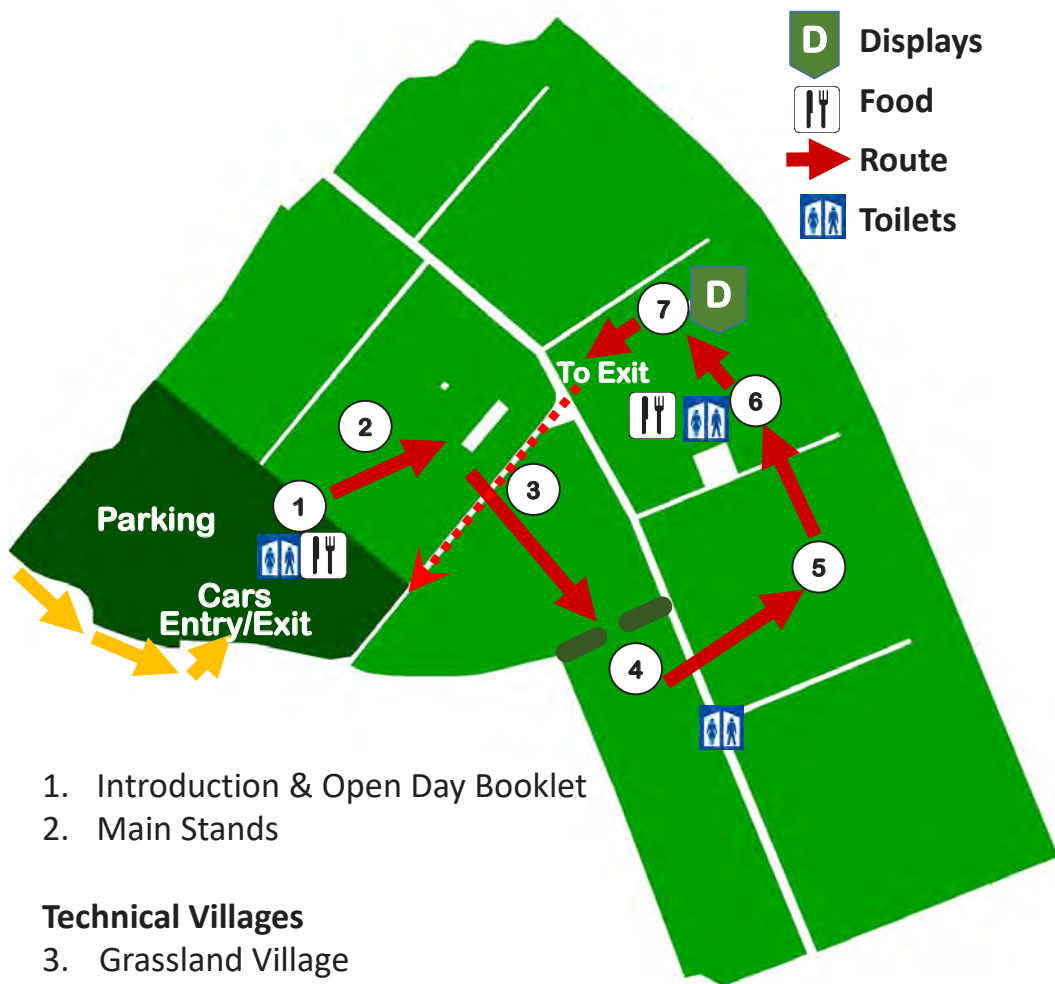 D Displays
Food
Route
Toilets
7
D
To Exit
6
2
3
1
Parking
5
Cars
Entry/Exit
4
1. Introduction & Open Day Booklet
2. Main Stands
Technical Villages
3. Grassland Village